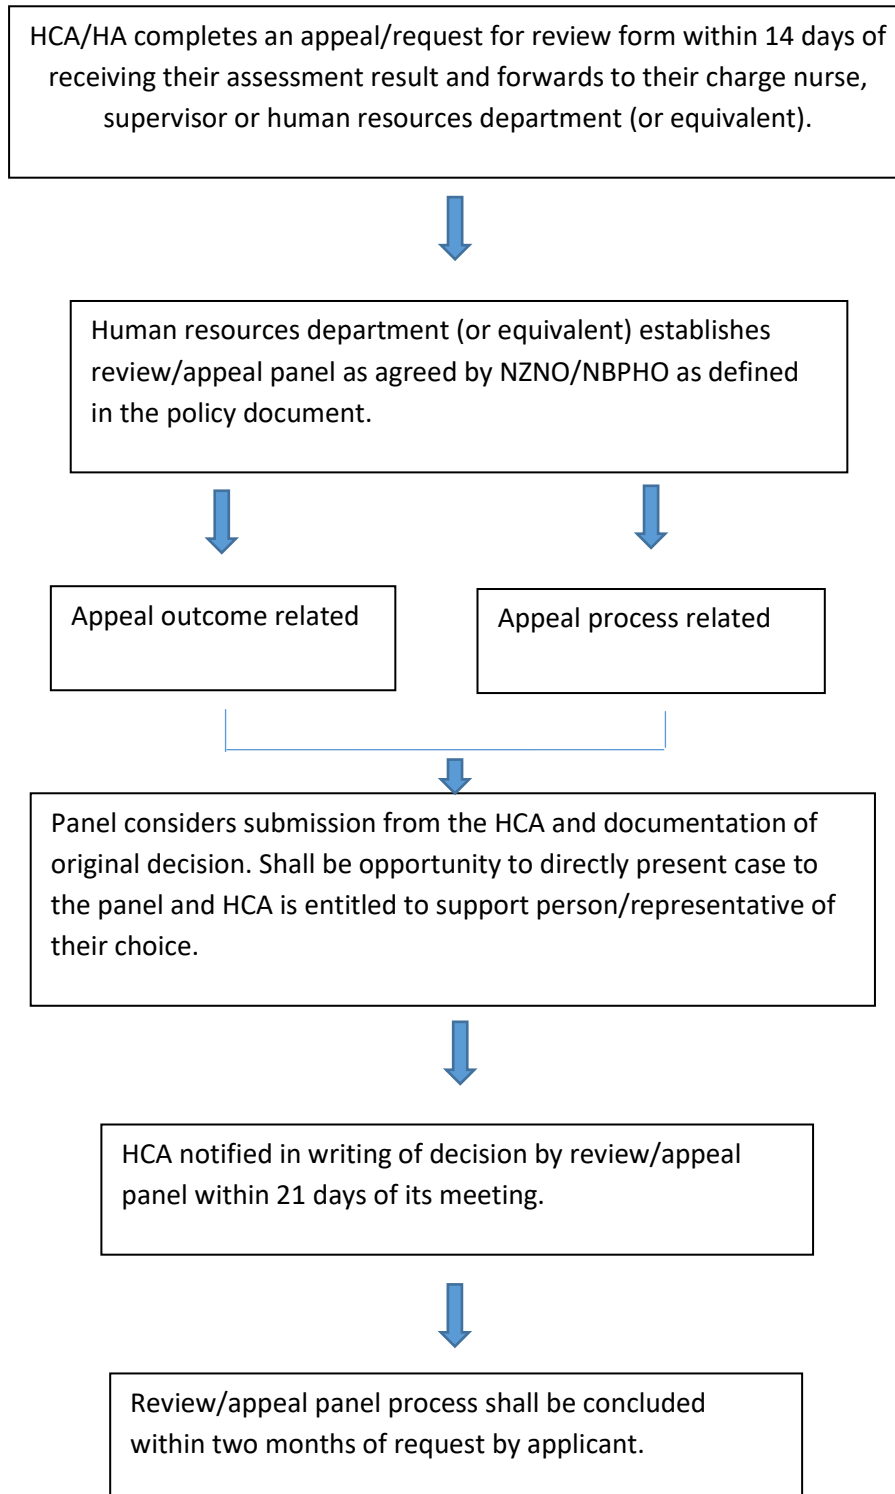 HCA/HA completes an appeal/request for review form within 14 days of
receiving their assessment result and forwards to their charge nurse,
supervisor or human resources department (or equivalent).
Human resources department (or equivalent) establishes
review/appeal panel as agreed by NZNO/NBPHO as defined
in the policy document.
Appeal outcome related
Appeal process related
Panel considers submission from the HCA and documentation of
original decision. Shall be opportunity to directly present case to
the panel and HCA is entitled to support person/representative of
their choice.
HCA notified in writing of decision by review/appeal
panel within 21 days of its meeting.
Review/appeal panel process shall be concluded
within two months of request by applicant.